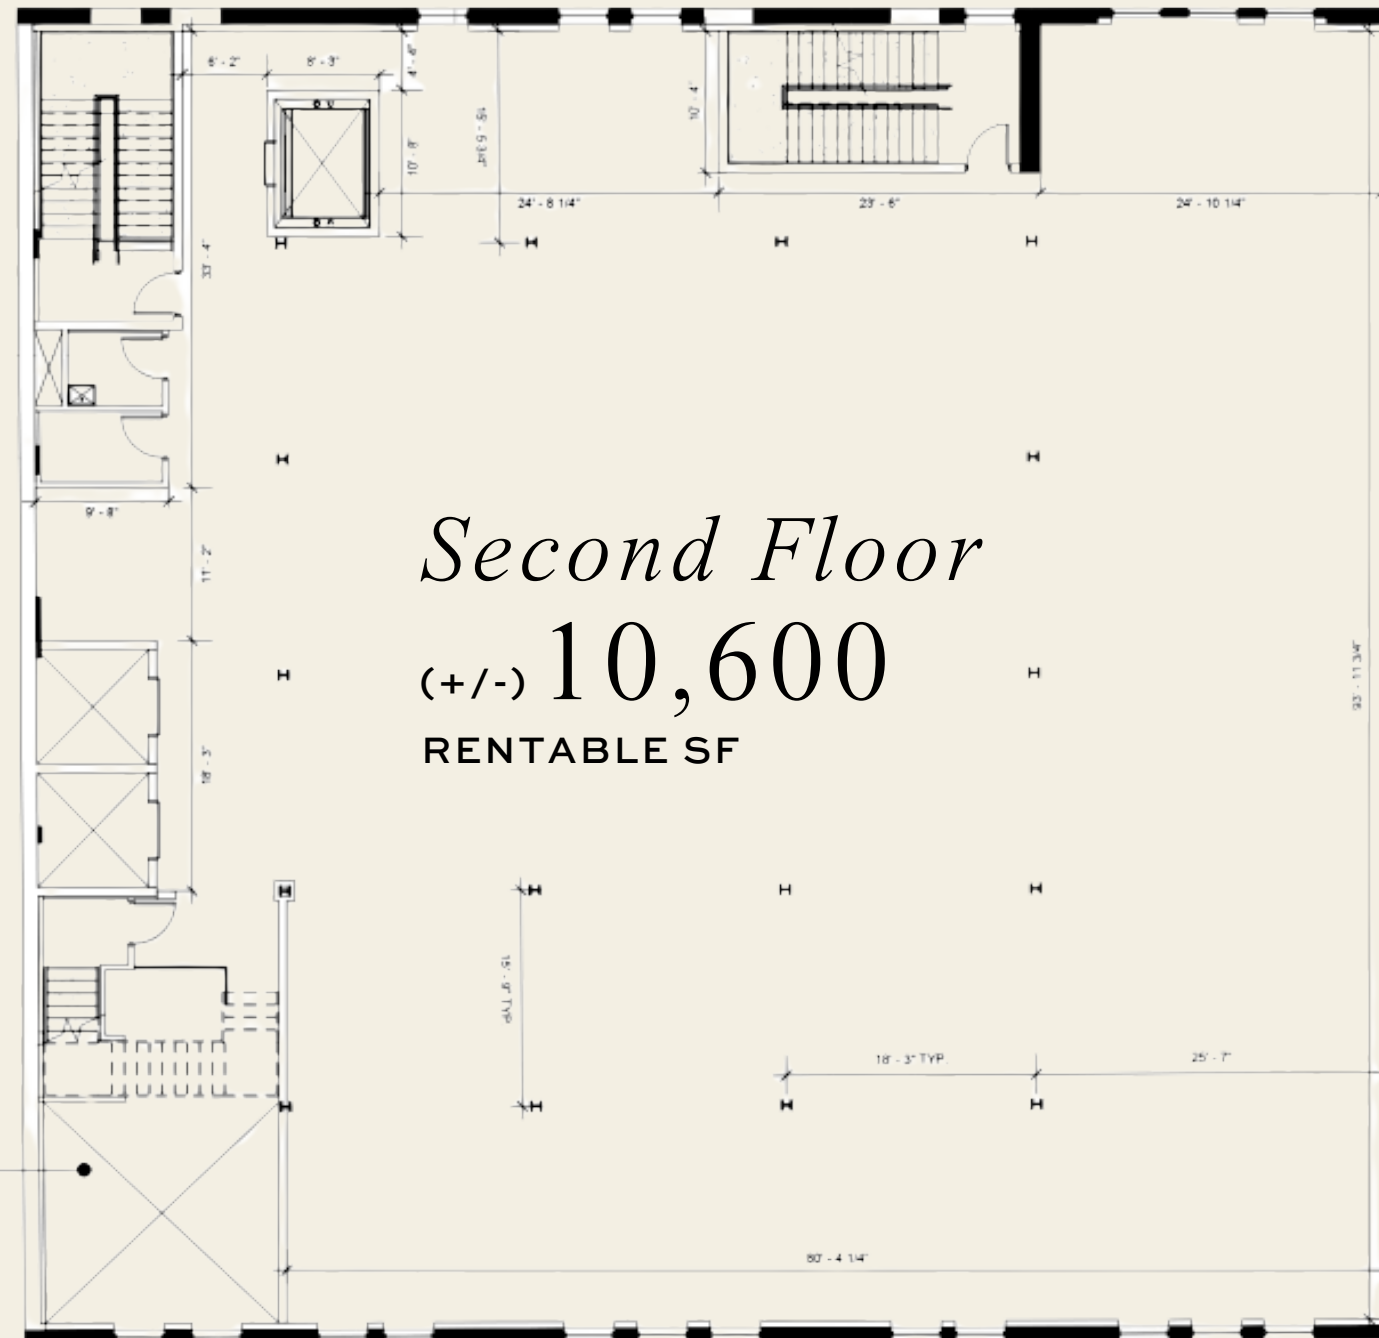 6' - 2"
8' - 3"
4' - 6"
15' - 5 3/4"
10' - 4"
10' - 8"
24' - 8 1/4"
23' - 6"
24' - 10 1/4"
33' - 4"
9' - 8"
11' - 2"
Second Floor
(+/-) 10,600
RENTABLE SF
93' - 11 3/4"
18' - 3"
15' - 9" TYP
18' - 3" TYP.
25' - 7"
80' - 4 1/4"